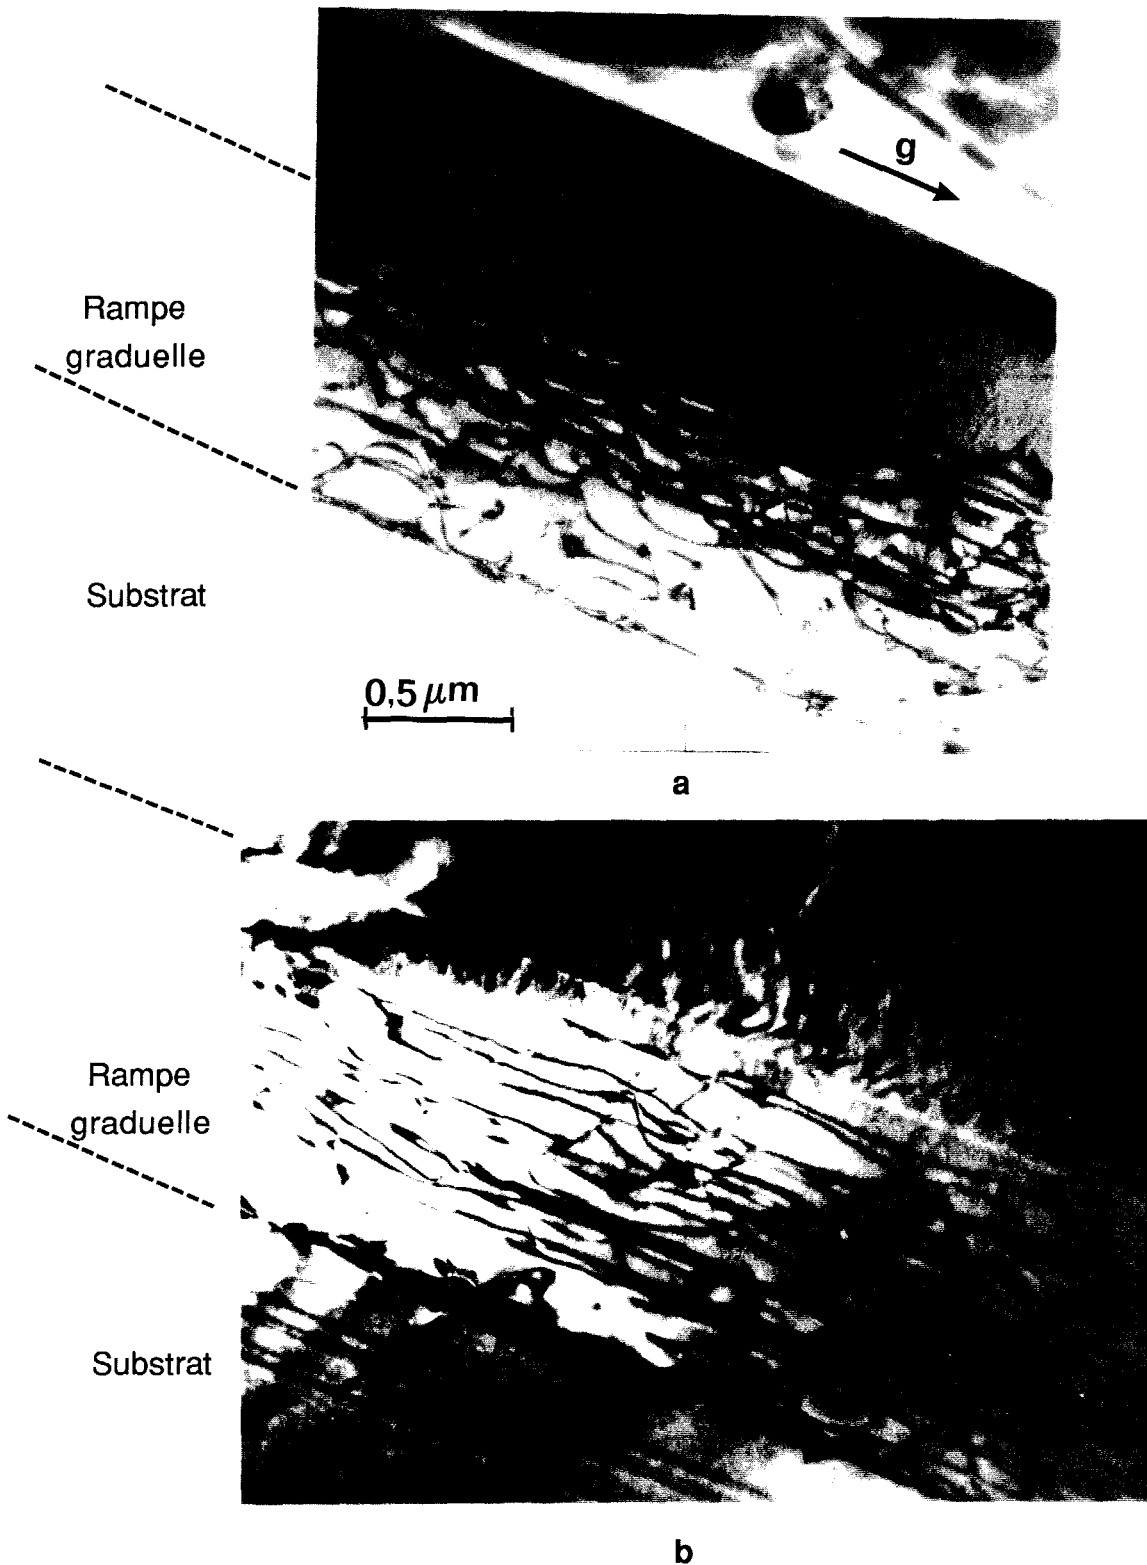 g
Rampe
graduelle
Substrat
0,5 μm
a
Rampe
graduelle
Substrat
b